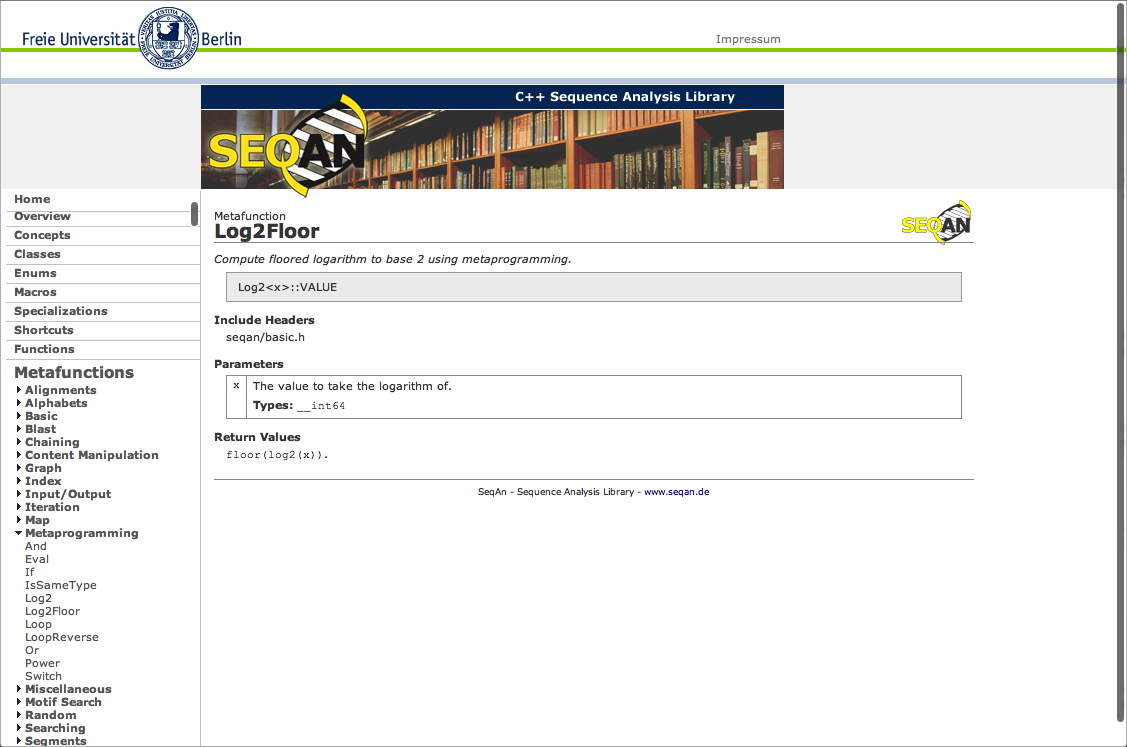 Freie Universität Berlin
Impressum
C++ Sequence Analysis Library
SEQAN
Home
Overview
Concepts
Classes
Enums
Macros
Specializations
Shortcuts
Functions
Metafunctions
Alignments
Alphabets
Basic
Blast
Chaining
Content Manipulation
Graph
Index
Input/Output
Iteration
Map
Metaprogramming
And
Eval
If
IsSameType
Log2
Log2Floor
Loop
LoopReverse
Or
Power
Switch
Miscellaneous
Motif Search
Random
Searching
Segments
Metafunction
Log2Floor
SEQAN
Compute floored logarithm to base 2 using metaprogramming.
Log2<x>::VALUE
Include Headers
seqan/basic.h
Parameters
x The value to take the logarithm of.
Types: __int64
Return Values
floor(log2(x)).
SeqAn - Sequence Analysis Library - www.seqan.de